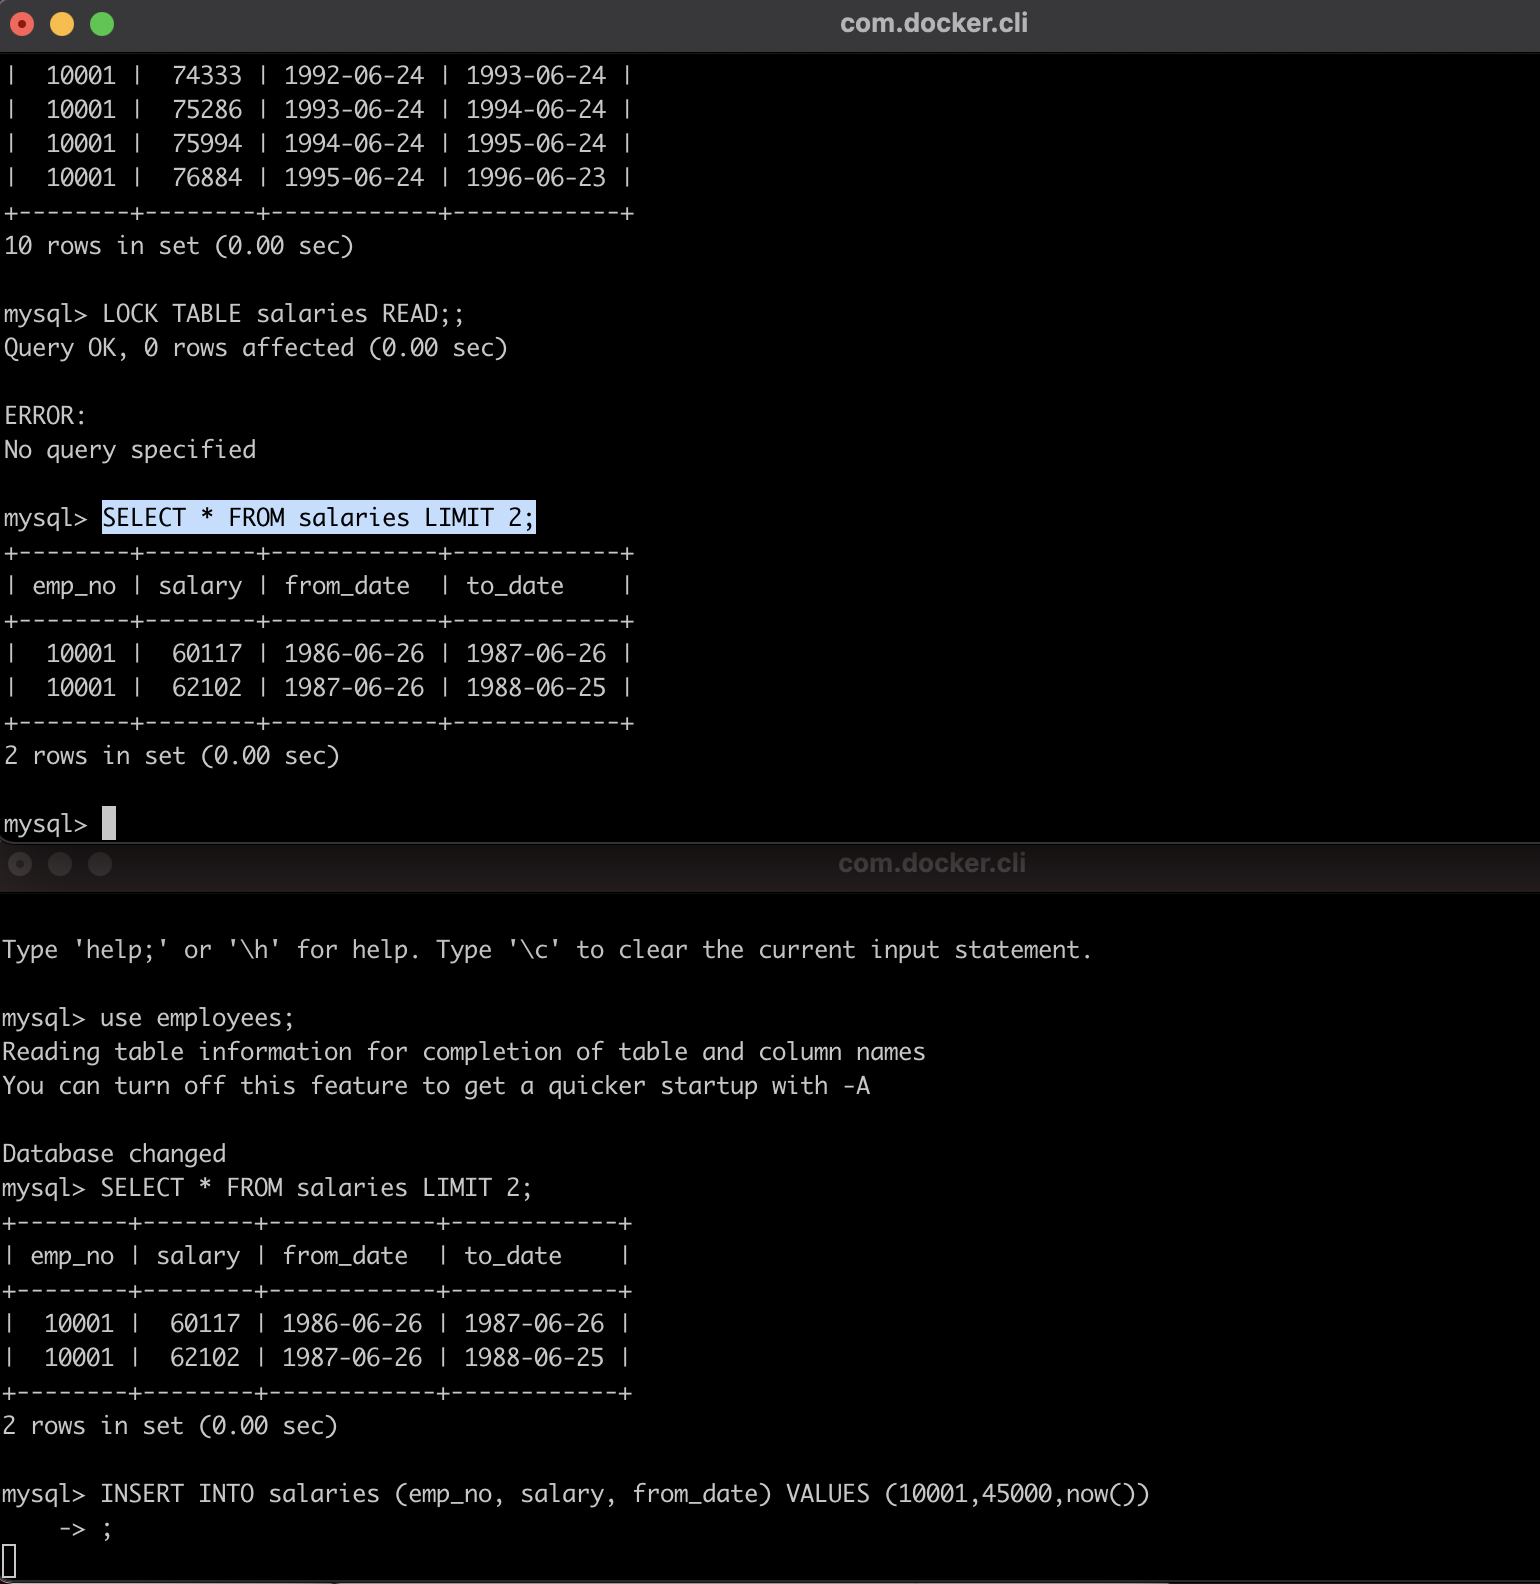 com.docker.cli
|  10001 |  74333 | 1992-06-24 | 1993-06-24 |
|  10001 |  75286 | 1993-06-24 | 1994-06-24 |
|  10001 |  75994 | 1994-06-24 | 1995-06-24 |
|  10001 |  76884 | 1995-06-24 | 1996-06-23 |
+--------+--------+------------+------------+
10 rows in set (0.00 sec)
mysql> LOCK TABLE salaries READ;;
Query OK, 0 rows affected (0.00 sec)
ERROR:
No query specified
mysql> SELECT * FROM salaries LIMIT 2;
+--------+--------+------------+------------+
| emp_no | salary | from_date  | to_date    |
+--------+--------+------------+------------+
|  10001 |  60117 | 1986-06-26 | 1987-06-26 |
|  10001 |  62102 | 1987-06-26 | 1988-06-25 |
+--------+--------+------------+------------+
2 rows in set (0.00 sec)
mysql>
com.docker.cli
Type 'help;' or '\h' for help. Type '\c' to clear the current input statement.
mysql> use employees;
Reading table information for completion of table and column names
You can turn off this feature to get a quicker startup with -A
Database changed
mysql> SELECT * FROM salaries LIMIT 2;
+--------+--------+------------+------------+
| emp_no | salary | from_date  | to_date    |
+--------+--------+------------+------------+
|  10001 |  60117 | 1986-06-26 | 1987-06-26 |
|  10001 |  62102 | 1987-06-26 | 1988-06-25 |
+--------+--------+------------+------------+
2 rows in set (0.00 sec)
mysql> INSERT INTO salaries (emp_no, salary, from_date) VALUES (10001,45000,now())
    -> ;